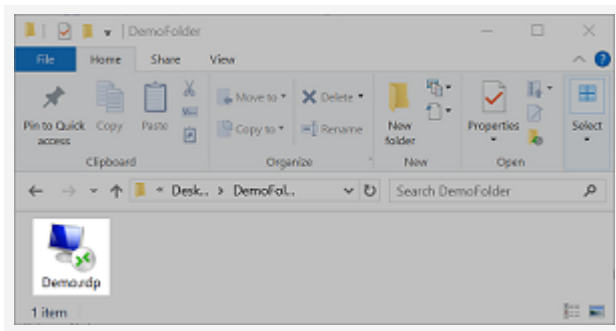 DemoFolder
File Home Share View
Pin to Quick access
Copy
Paste
Move to
Copy to
Delete
Rename
New folder
Properties
Select
Clipboard Organize New Open
« Desk.. > DemoFol.. Search DemoFolder
Demo.rdp
1 item